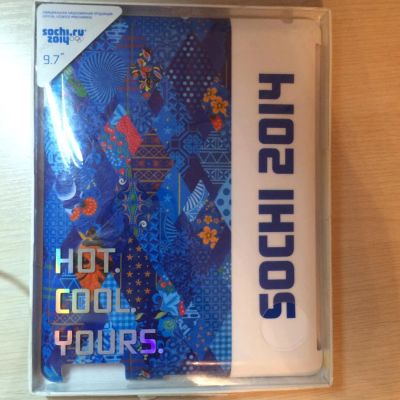 sochi.ru
2014
9.7"
SOCHI 2014
HOT.
COOL.
YOURS.